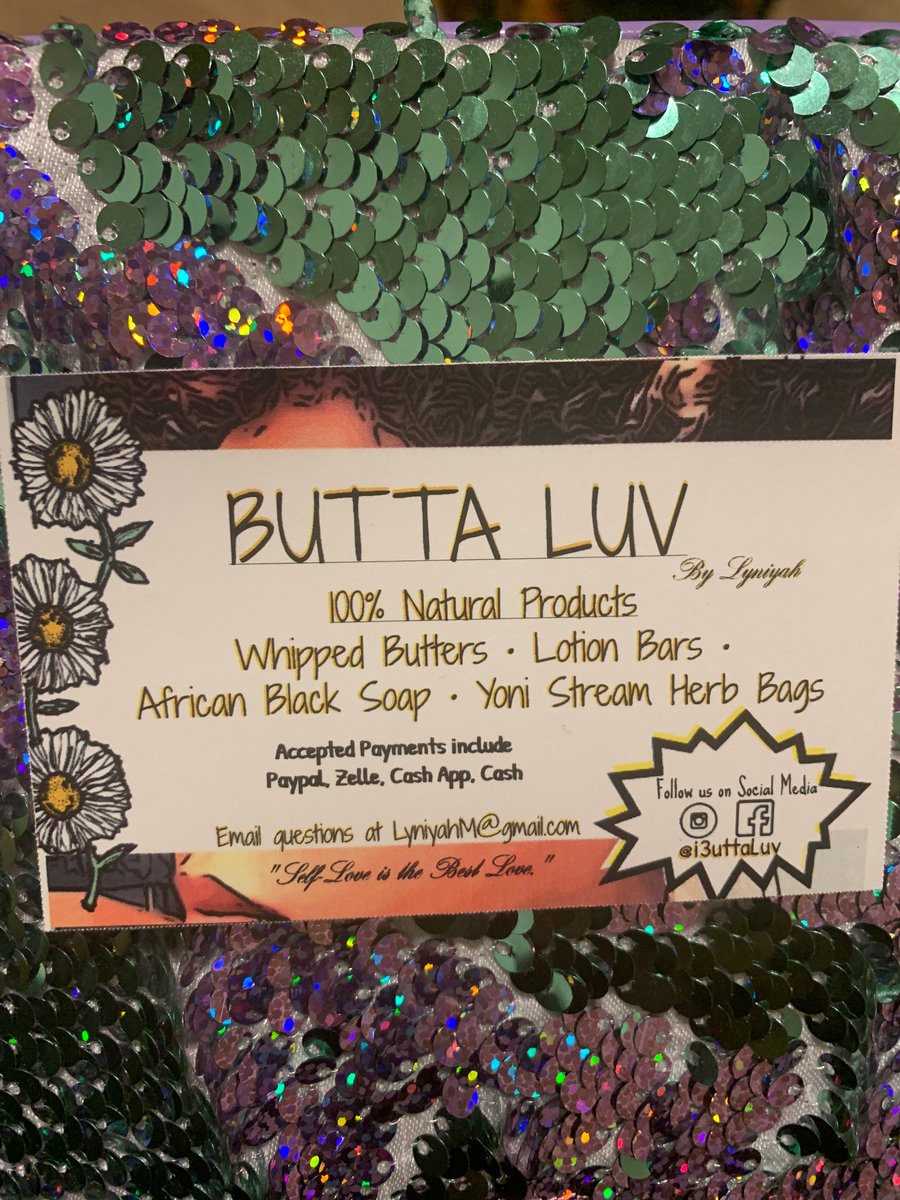 BUTTA LUV
By Lyniyah
100% Natural Products
Whipped Butters • Lotion Bars •
African Black Soap • Yoni Stream Herb Bags
Accepted Payments include
Paypal, Zelle, Cash App, Cash
Follow us on Social Media
@i3uttaLuv
Email questions at LyniyahM@gmail.com
"Self-Love is the Best Love."